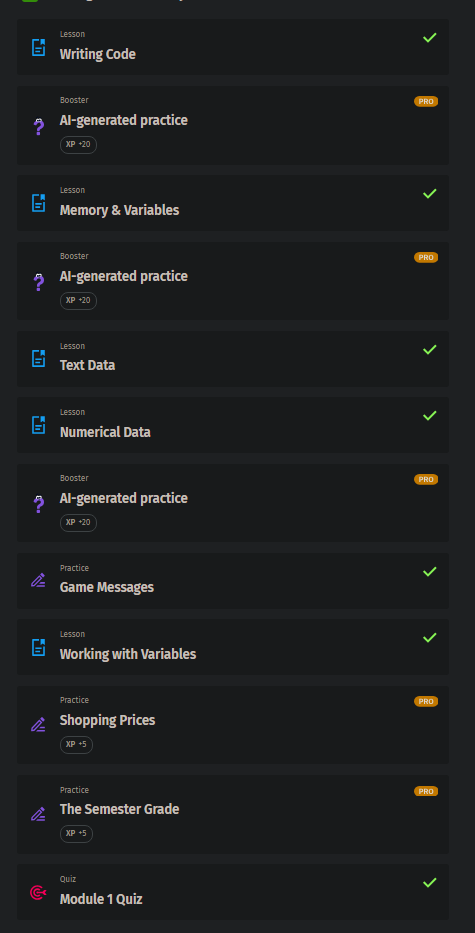 Lesson
Writing Code
Booster
PRO
AI-generated practice
XP +20
Lesson
Memory & Variables
Booster
PRO
AI-generated practice
XP +20
Lesson
Text Data
Lesson
Numerical Data
Booster
PRO
AI-generated practice
XP +20
Practice
Game Messages
Lesson
Working with Variables
Practice
PRO
Shopping Prices
XP +5
Practice
PRO
The Semester Grade
XP +5
Quiz
Module 1 Quiz